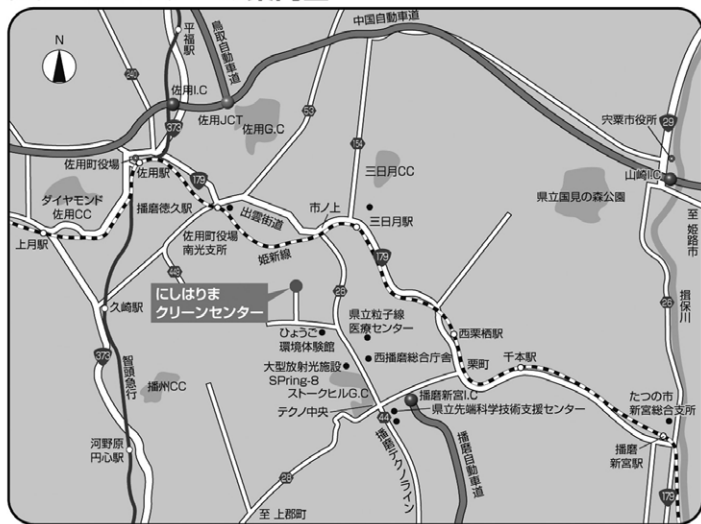 平福駅
鳥取自動車道
中国自動車道
240
佐用I.C
佐用JCT
佐用G.C
53
154
29
宍粟市役所
山崎I.C
373
佐用町役場
佐用駅
179
三日月CC
県立国見の森公園
ダイヤモンド
佐用CC
播磨徳久駅
出雲街道
市ノ上
三日月駅
至 姫路市
上月駅
佐用町役場
南光支所
姫新線
179
48
28
26
揖保川
にしはりま
クリーンセンター
久崎駅
ひょうご
環境体験館
県立粒子線
医療センター
西栗栖駅
373
智頭急行
大型放射光施設
SPring-8
西播磨総合庁舎
栗町
千本駅
播州CC
ストークヒルG.C
播磨新宮I.C
たつの市
新宮総合支所
テクノ中央
県立先端科学技術支援センター
44
河野原
円心駅
播磨テクノライン
播磨自動車道
播磨
新宮駅
28
至 上郡町
179